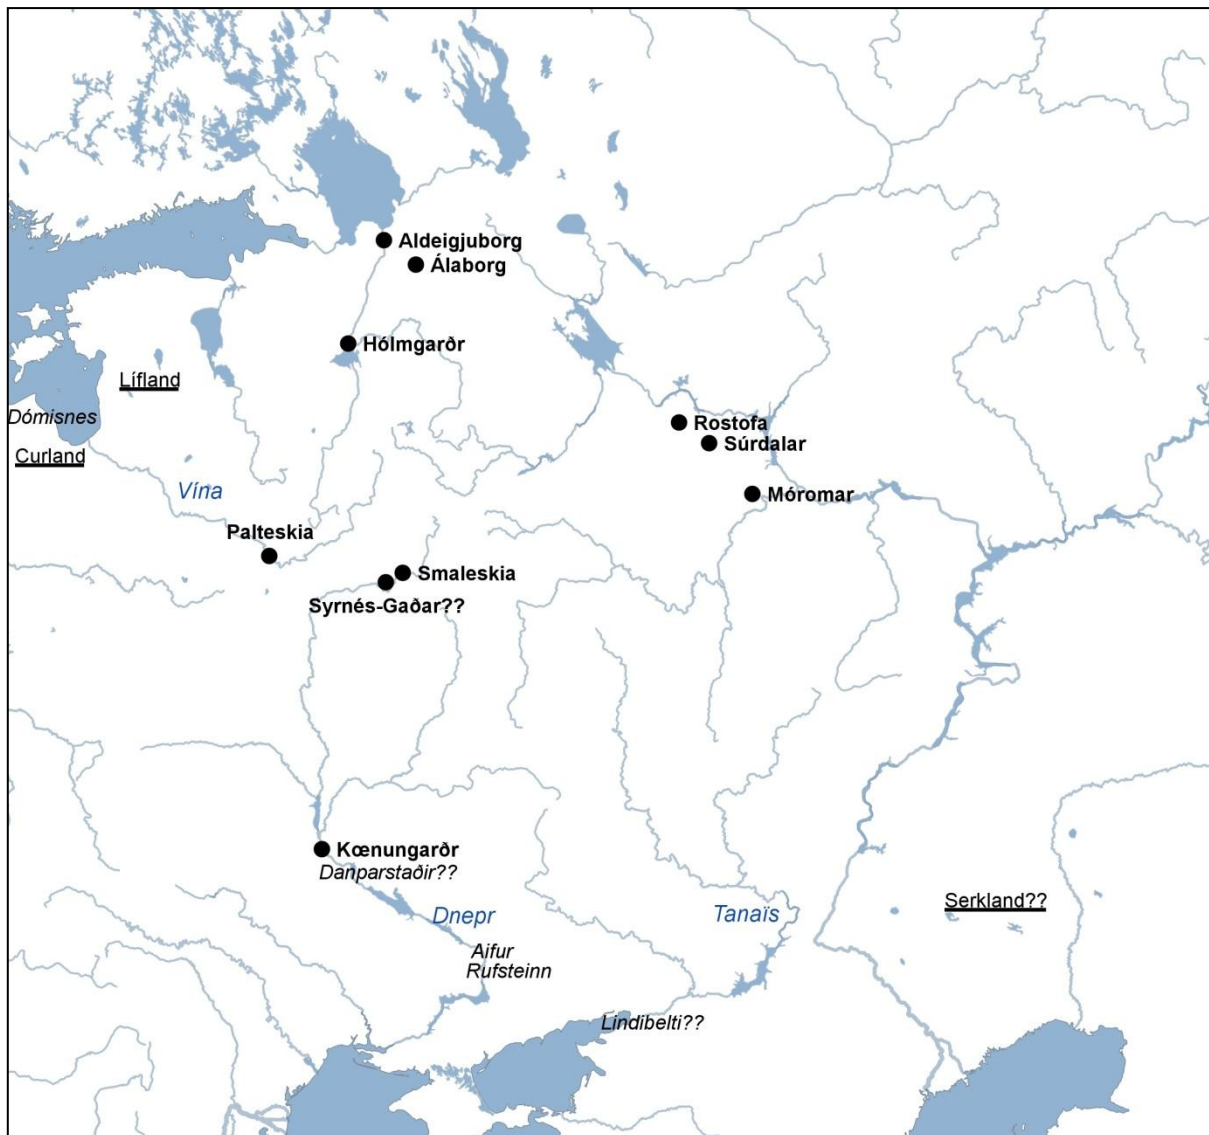 Aldeigjuborg
Álaborg
Hólmgarðr
Lífland
Dómisnes
Rostofa
Súrdalar
Curland
Vína
Móromar
Palteskia
Smaleskia
Syrnés-Gaðar??
Kœnungarðr
Danparstaðir??
Serkland??
Dnepr
Tanaïs
Aifur
Rufsteinn
Lindibelti??